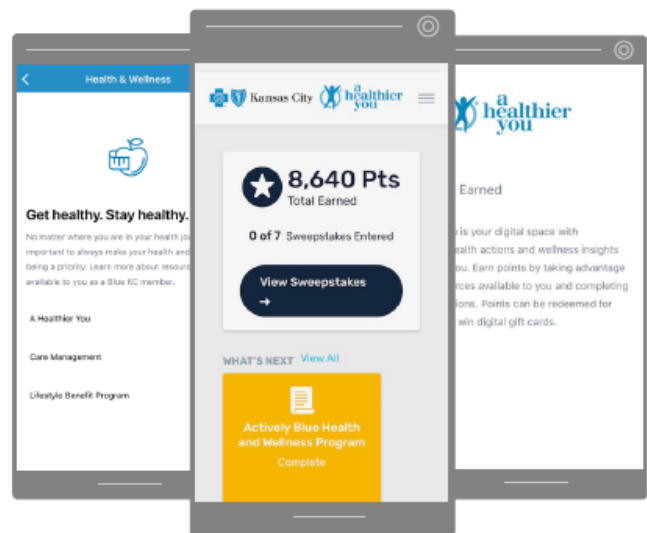 Health & Wellness
Get healthy. Stay healthy.
No matter where you are in your health
important to always make your health and
being a priority. Learn more about
available to you as a Blue KC member.
A Healthier You
Care Management
Lifestyle Benefit Program
Kansas City
a
healthier
you
8,640 Pts
Total Earned
0 of 7 Sweepstakes Entered
View Sweepstakes
→
WHAT'S NEXT View All
Actively Blue Health
and Wellness Program
Complete
a
healthier
you
Earned
is your digital space with
health actions and wellness insights
you. Earn points by taking advantage
available to you and completing
Points can be redeemed for
win digital gift cards.